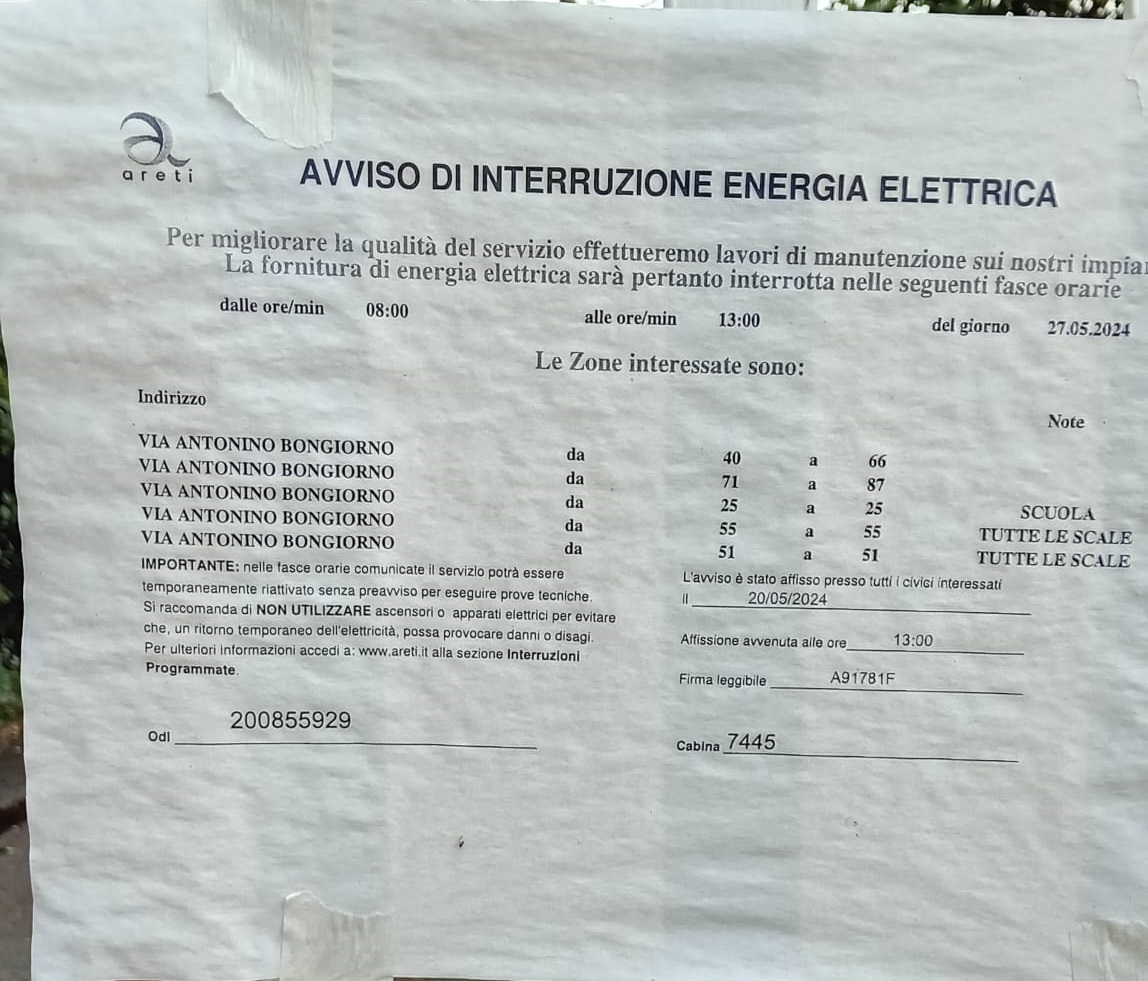 areti
AVVISO DI INTERRUZIONE ENERGIA ELETTRICA
Per migliorare la qualità del servizio effettueremo lavori di manutenzione sui nostri
La fornitura di energia elettrica sarà pertanto interrotta nelle seguenti fasce orarie
dalle ore/min 08:00 alle ore/min 13:00 del giorno 27.05.2024
Le Zone interessate sono:
Indirizzo Note
VIA ANTONINO BONGIORNO da 40 a 66
VIA ANTONINO BONGIORNO da 71 a 87
VIA ANTONINO BONGIORNO da 25 a 25 SCUOLA
VIA ANTONINO BONGIORNO da 55 a 55 TUTTE LE SCALE
VIA ANTONINO BONGIORNO da 51 a 51 TUTTE LE SCALE
IMPORTANTE: nelle fasce orarie comunicate il servizio potrà essere
temporaneamente riattivato senza preavviso per eseguire prove tecniche.
Si raccomanda di NON UTILIZZARE ascensori o apparati elettrici per evitare
che, un ritorno temporaneo dell'elettricità, possa provocare danni o disagi.
Per ulteriori informazioni accedi a: www.areti.it alla sezione Interruzioni
Programmate.
L'avviso è stato affisso presso tutti i civici interessati
il 20/05/2024
Affissione avvenuta alle ore 13:00
Firma leggibile A91781F
Odl 200855929
Cabina 7445